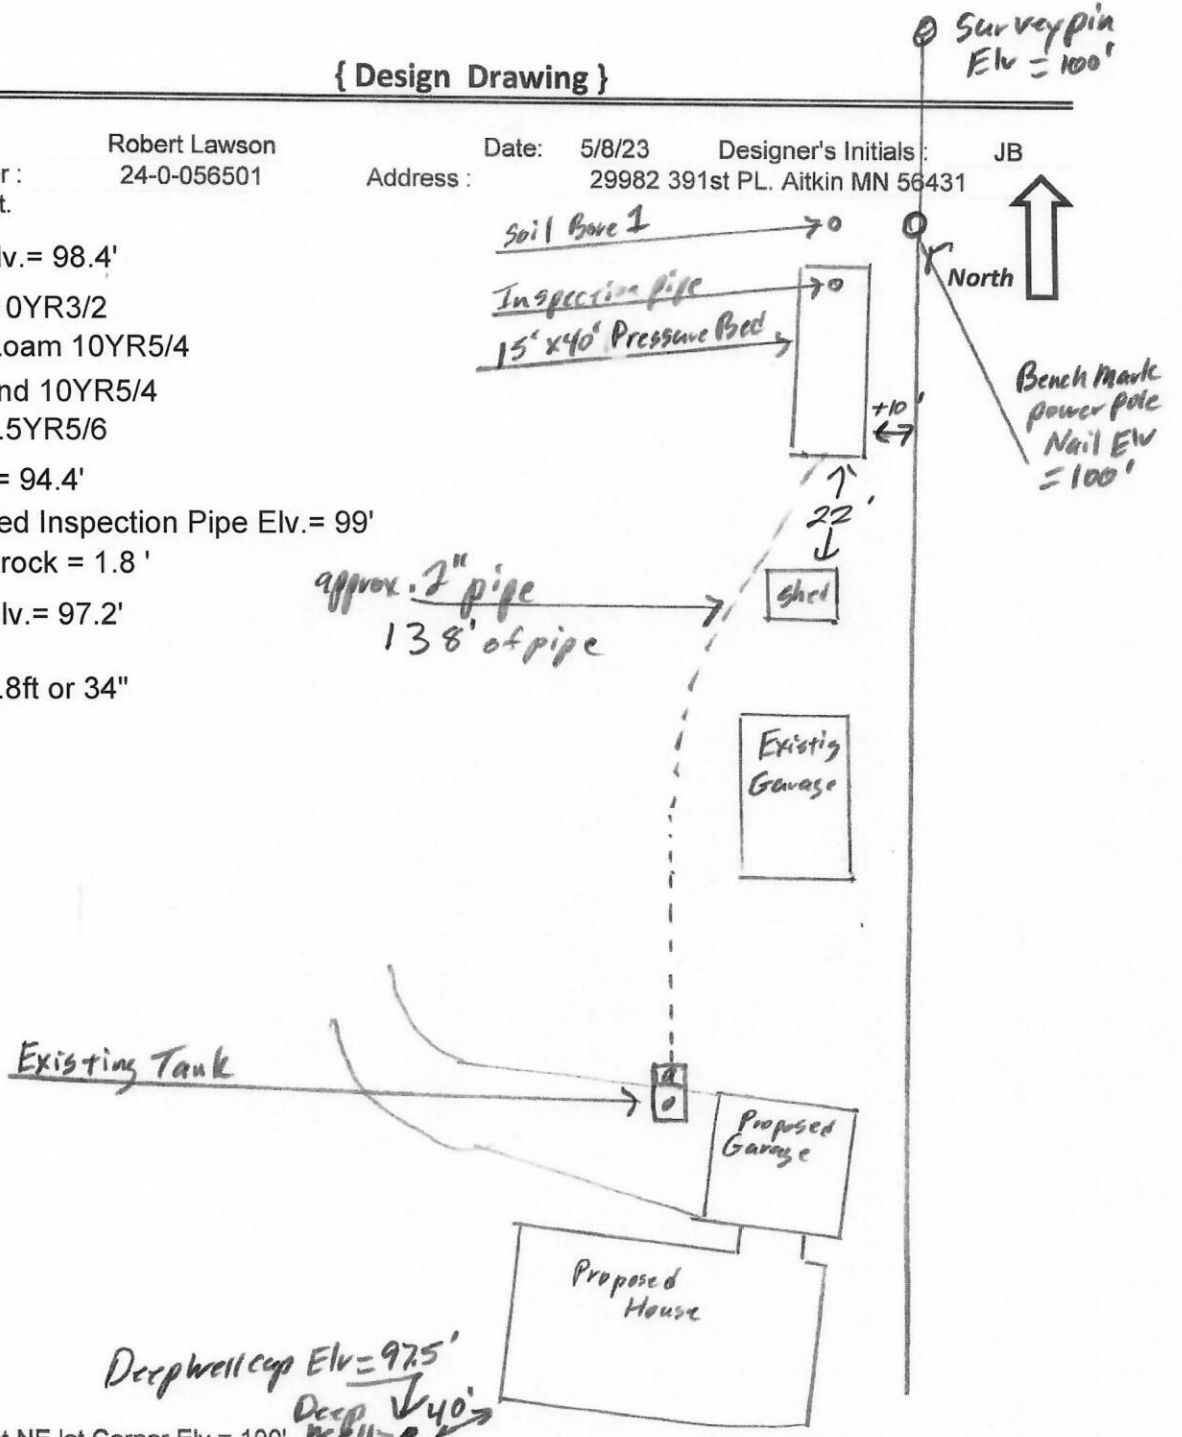 Survey pin
Elv = 100'
{ Design Drawing }
Robert Lawson Date: 5/8/23 Designer's Initials : JB
r : 24-0-056501 Address : 29982 391st PL. Aitkin MN 56431
t.
Soil Bore 1
lv.= 98.4'
North
Inspection Pipe
0YR3/2
15' x40' Pressure Bed
oam 10YR5/4
Bench Mark
power pole
Nail Elv
= 100'
nd 10YR5/4
+10'
.5YR5/6
= 94.4'
22'
ed Inspection Pipe Elv.= 99'
rock = 1.8 '
approx. 2" pipe
138' of pipe
Shed
lv.= 97.2'
.8ft or 34"
Existig
Garage
Existing Tank
Proposed
Garage
Proposed
House
Deepwell cap Elv = 97.5'
Deep 40'
t NE lot Corner Elv.= 100'